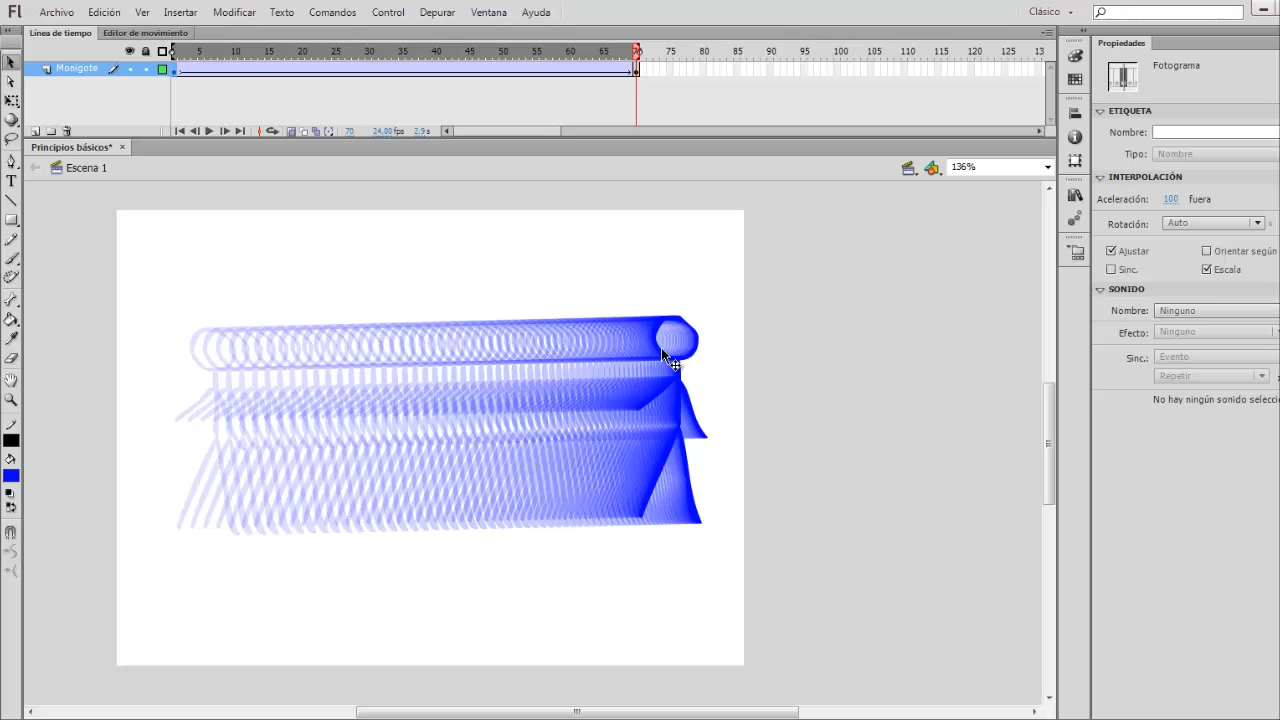 Fl Archivo Edición Ver Insertar Modificar Texto Comandos Control Depurar Ventana Ayuda Clásico
Línea de tiempo Editor de movimiento
5 10 15 20 25 30 35 40 45 50 55 60 65 70 75 80 85 90 95 100 105 110 115 120 125 13
Monigote
70 24.00 fps 2.9 s
Principios básicos* ×
Escena 1 136%
Propiedades
Fotograma
ETIQUETA
Nombre:
Tipo: Nombre
INTERPOLACIÓN
Aceleración: 100 fuera
Rotación: Auto
Ajustar Orientar según
Sinc. Escala
SONIDO
Nombre: Ninguno
Efecto: Ninguno
Sinc.: Evento
Repetir
No hay ningún sonido selecci